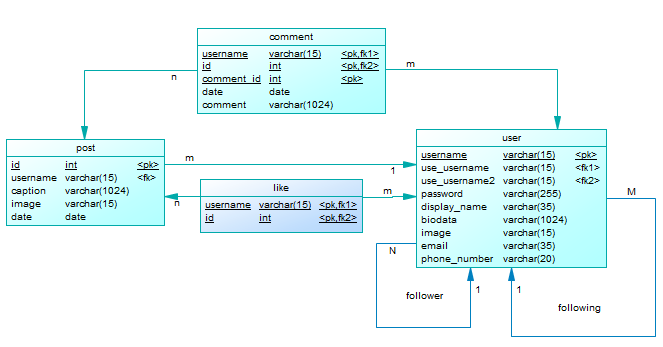 comment
username varchar(15) <pk,fk1>
id int <pk,fk2>
comment_id int <pk>
date date
comment varchar(1024)
n
m
post
id int <pk>
username varchar(15) <fk>
caption varchar(1024)
image varchar(15)
date date
m
1
user
username varchar(15) <pk>
use_username varchar(15) <fk1>
use_username2 varchar(15) <fk2>
password varchar(255)
display_name varchar(35)
biodata varchar(1024)
image varchar(15)
email varchar(35)
phone_number varchar(20)
like
username varchar(15) <pk,fk1>
id int <pk,fk2>
n
m
M
N
follower
1
1
following